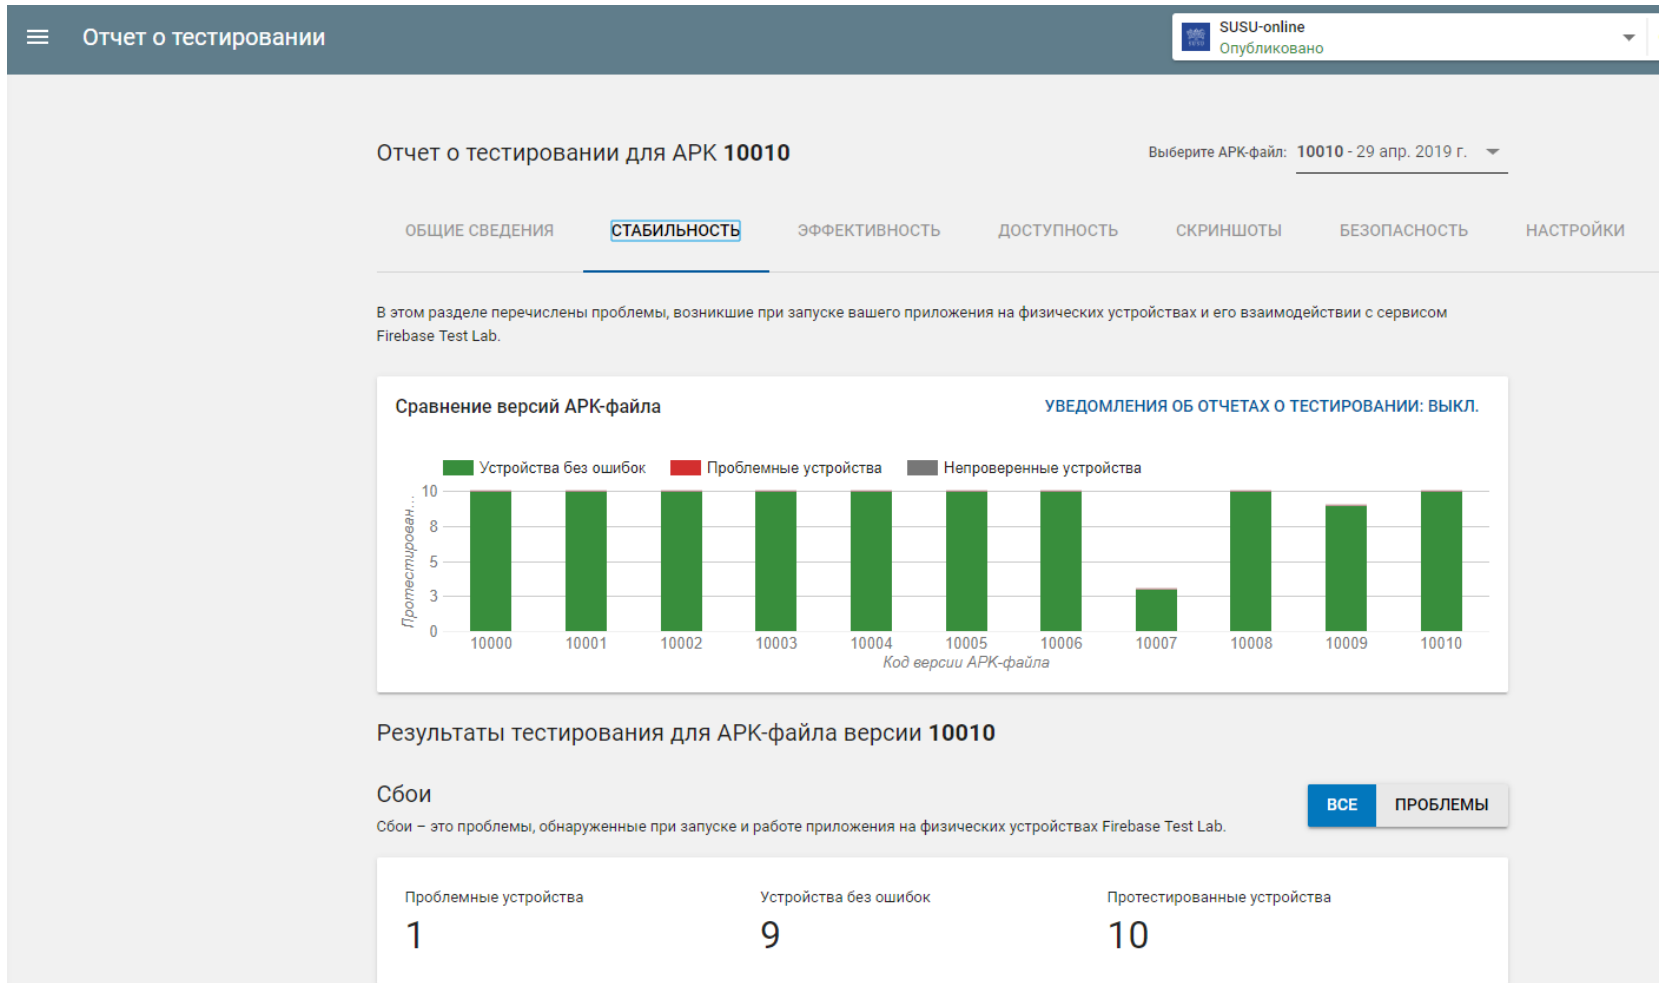 Отчет о тестировании
SUSU-online
Опубликовано
Отчет о тестировании для APK 10010
Выберите APK-файл: 10010 - 29 апр. 2019 г.
ОБЩИЕ СВЕДЕНИЯ СТАБИЛЬНОСТЬ ЭФФЕКТИВНОСТЬ ДОСТУПНОСТЬ СКРИНШОТЫ БЕЗОПАСНОСТЬ НАСТРОЙКИ
В этом разделе перечислены проблемы, возникшие при запуске вашего приложения на физических устройствах и его взаимодействии с сервисом
Firebase Test Lab.
Сравнение версий APK-файла
УВЕДОМЛЕНИЯ ОБ ОТЧЕТАХ О ТЕСТИРОВАНИИ: ВЫКЛ.
Устройства без ошибок Проблемные устройства Непроверенные устройства
Протестирован...
10
8
5
3
0
10000 10001 10002 10003 10004 10005 10006 10007 10008 10009 10010
Код версии APK-файла
Результаты тестирования для APK-файла версии 10010
Сбои
ВСЕ ПРОБЛЕМЫ
Сбои – это проблемы, обнаруженные при запуске и работе приложения на физических устройствах Firebase Test Lab.
Проблемные устройства Устройства без ошибок Протестированные устройства
1 9 10